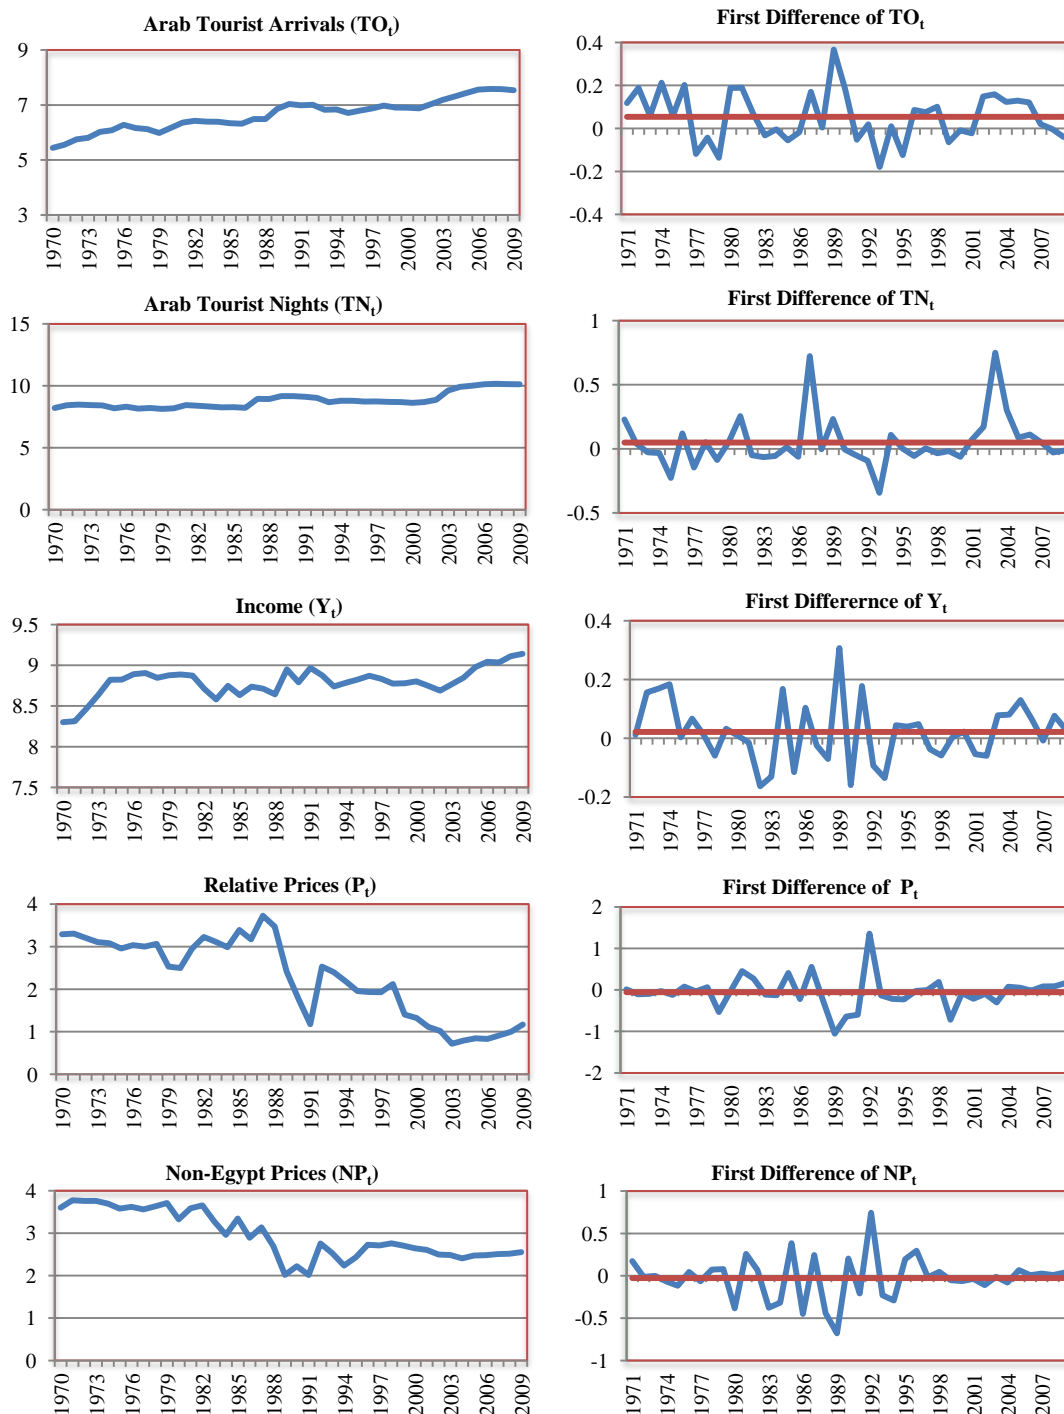 Arab Tourist Arrivals (TOt)
9
7
5
3
1970 1973 1976 1979 1982 1985 1988 1991 1994 1997 2000 2003 2006 2009
First Difference of TOt
0.4
0.2
0
-0.2
-0.4
1971 1974 1977 1980 1983 1986 1989 1992 1995 1998 2001 2004 2007
Arab Tourist Nights (TNt)
15
10
5
0
1970 1973 1976 1979 1982 1985 1988 1991 1994 1997 2000 2003 2006 2009
First Difference of TNt
1
0.5
0
-0.5
1971 1974 1977 1980 1983 1986 1989 1992 1995 1998 2001 2004 2007
Income (Yt)
9.5
9
8.5
8
7.5
1970 1973 1976 1979 1982 1985 1988 1991 1994 1997 2000 2003 2006 2009
First Differernce of Yt
0.4
0.2
0
-0.2
1971 1974 1977 1980 1983 1986 1989 1992 1995 1998 2001 2004 2007
Relative Prices (Pt)
4
3
2
1
0
1970 1973 1976 1979 1982 1985 1988 1991 1994 1997 2000 2003 2006 2009
First Difference of Pt
2
1
0
-1
-2
1971 1974 1977 1980 1983 1986 1989 1992 1995 1998 2001 2004 2007
Non-Egypt Prices (NPt)
4
3
2
1
0
1970 1973 1976 1979 1982 1985 1988 1991 1994 1997 2000 2003 2006 2009
First Difference of NPt
1
0.5
0
-0.5
-1
1971 1974 1977 1980 1983 1986 1989 1992 1995 1998 2001 2004 2007